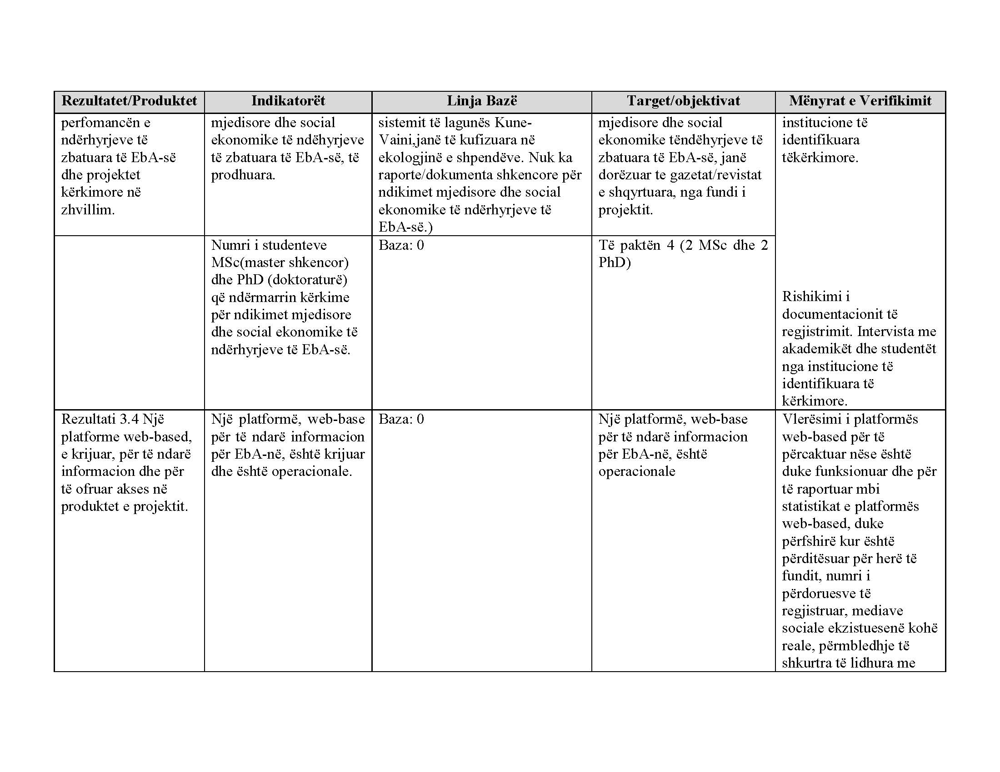 Rezultatet/Produktet
Indikatorët
Linja Bazë
Target/objektivat
Mënyrat e Verifikimit
perfomancën e
ndërhyrjeve të
zbatuara të EbA-së
dhe projektet
kërkimore në
zhvillim.
mjedisore dhe social
ekonomike të ndëhyrjeve
të zbatuara të EbA-së, të
prodhuara.
sistemit të lagunës Kune-
Vaini,janë të kufizuara në
ekologjinë e shpendëve. Nuk ka
raporte/dokumenta shkencore për
ndikimet mjedisore dhe social
ekonomike të ndërhyrjeve të
EbA-së.)
mjedisore dhe social
ekonomike tëndëhyrjeve të
zbatuara të EbA-së, janë
dorëzuar te gazetat/revistat
e shqyrtuara, nga fundi i
projektit.
institucione të
identifikuara
tëkërkimore.
Numri i studenteve
MSc(master shkencor)
dhe PhD (doktoraturë)
që ndërmarrin kërkime
për ndikimet mjedisore
dhe social ekonomike të
ndërhyrjeve të EbA-së.
Baza: 0
Të paktën 4 (2 MSc dhe 2
PhD)
Rishikimi i
documentacionit të
regjistrimit. Intervista me
akademikët dhe studentët
nga institucione të
identifikuara të
kërkimore.
Rezultati 3.4 Një
platforme web-based,
e krijuar, për të ndarë
informacion dhe për
të ofruar akses në
produktet e projektit.
Një platformë, web-base
për të ndarë informacion
për EbA-në, është krijuar
dhe është operacionale.
Baza: 0
Një platformë, web-base
për të ndarë informacion
për EbA-në, është
operacionale
Vlerësimi i platformës
web-based për të
përcaktuar nëse është
duke funksionuar dhe për
të raportuar mbi
statistikat e platformës
web-based, duke
përfshirë kur është
përditësuar për herë të
fundit, numri i
përdoruesve të
regjistruar, mediave
sociale ekzistuesenë kohë
reale, përmbledhje të
shkurtra të lidhura me